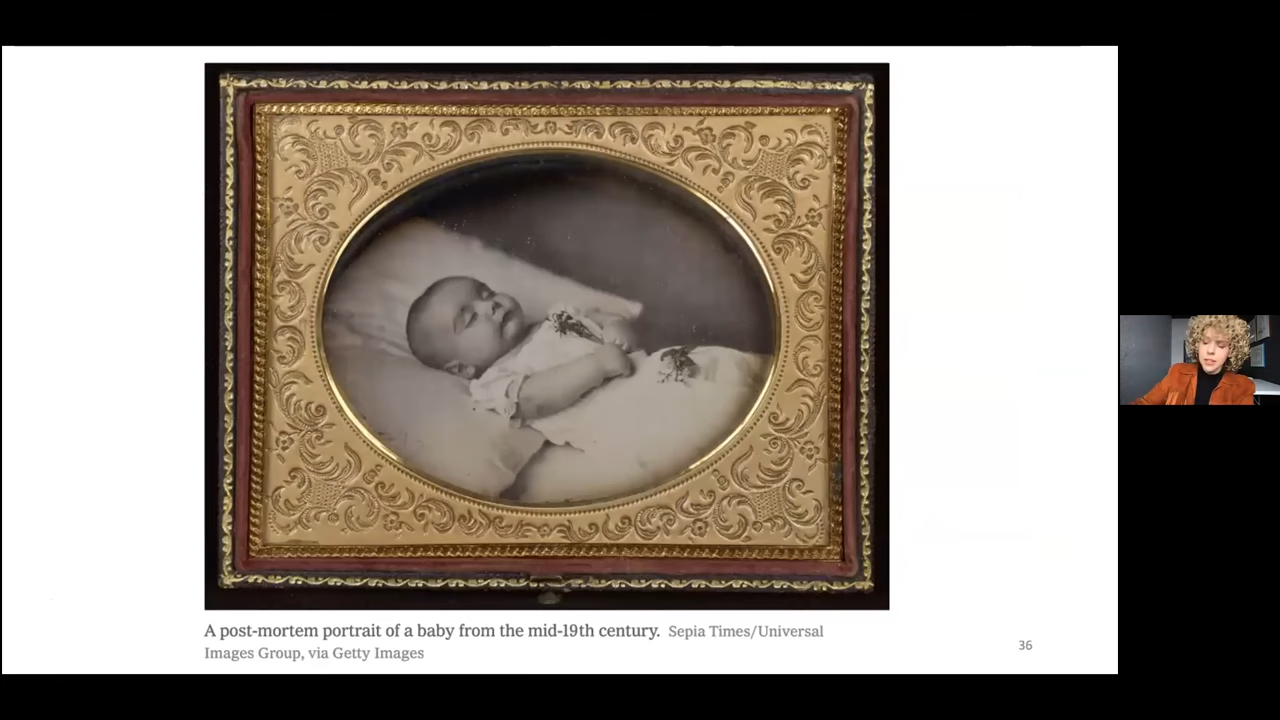 A post-mortem portrait of a baby from the mid-19th century. Sepia Times/Universal
Images Group, via Getty Images
36